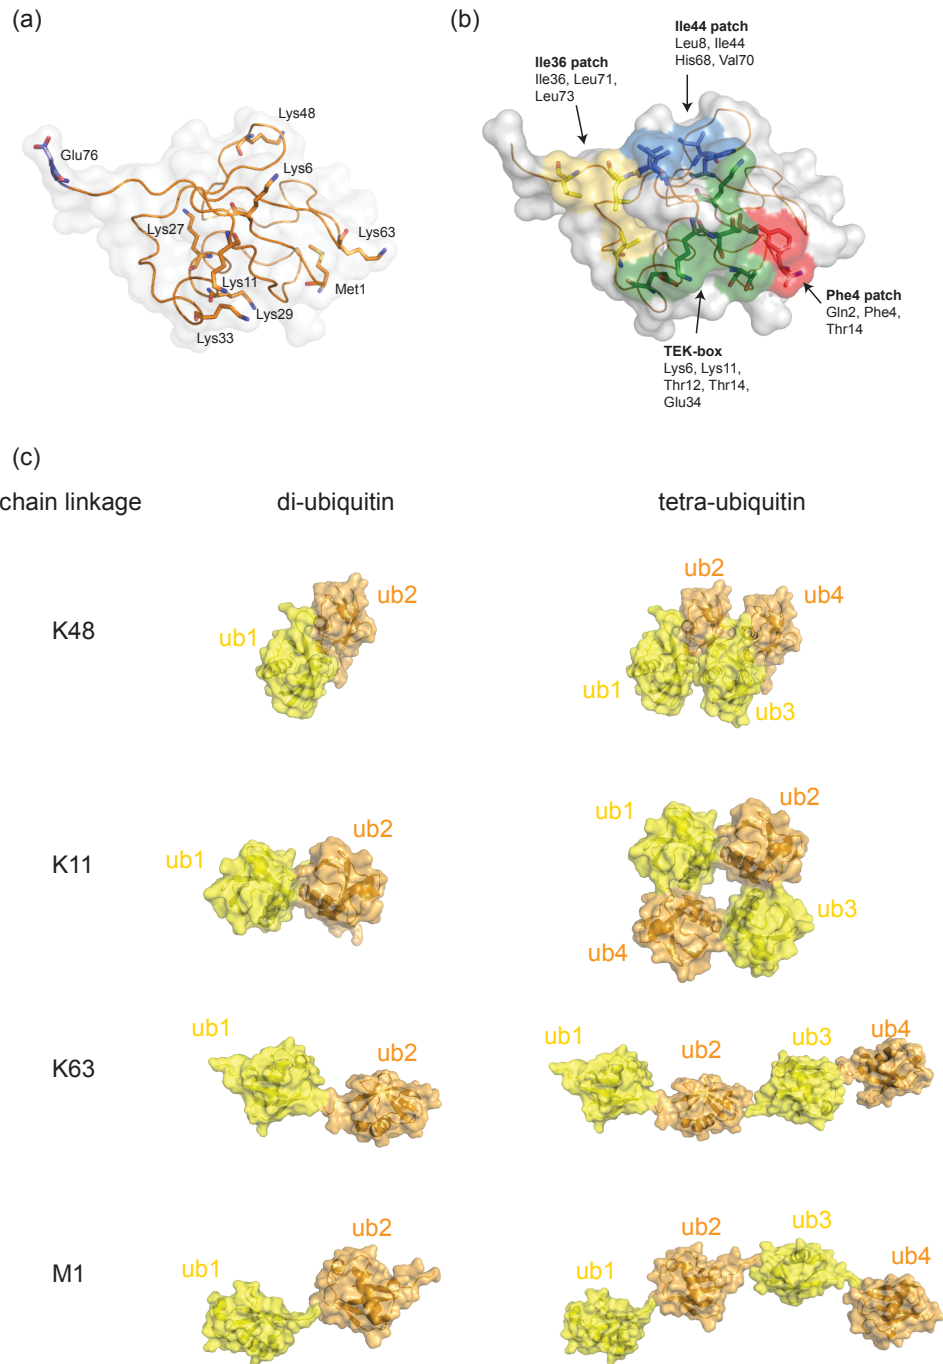 (a)
Lys48
Glu76
Lys6
Lys27
Lys63
Lys11
Met1
Lys29
Lys33
(b)
Ile44 patch
Leu8, Ile44
His68, Val70
Ile36 patch
Ile36, Leu71,
Leu73
Phe4 patch
Gln2, Phe4,
Thr14
TEK-box
Lys6, Lys11,
Thr12, Thr14,
Glu34
(c)
chain linkage
di-ubiquitin
tetra-ubiquitin
K48
ub1
ub2
ub1
ub2
ub3
ub4
K11
ub1
ub2
ub1
ub2
ub3
ub4
K63
ub1
ub2
ub1
ub2
ub3
ub4
M1
ub1
ub2
ub1
ub2
ub3
ub4